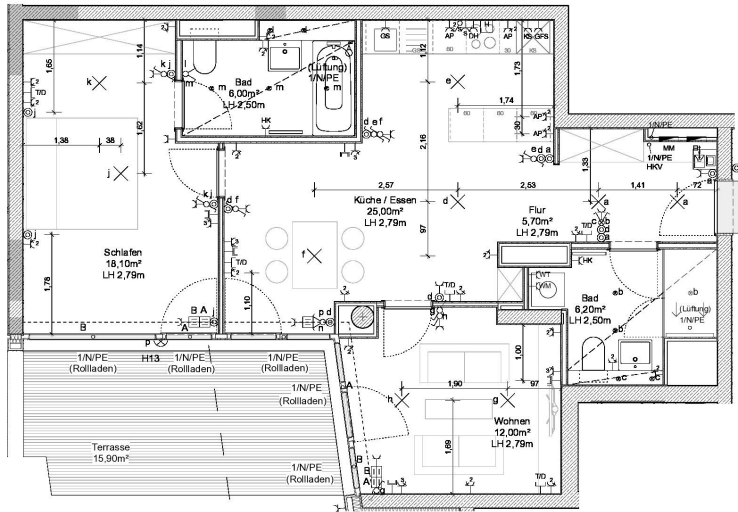 GS
S
DH
AP
AP
KS
GFS
1,65
1,14
1,12
1,73
k
k j
l
Bad
6,00m²
LH 2,50m
(Lüftung)
1/N/PE
m
m
m
e
T/D
j
1,62
HK
1,74
30
AP
AP
1,38
38
d e f
2,16
e d a
1/N/PE
MM
1/N/PE
HKV
1,33
j
k j
d f
2,57
2,53
1,41
72
Küche / Essen
25,00m²
LH 2,79m
d
a
a
a
Flur
5,70m²
LH 2,79m
c
b
d
a
97
j
Schlafen
18,10m²
LH 2,79m
f
T/D
HK
WT
WM
b
b
Bad
6,20m²
LH 2,50m
(Lüftung)
1/N/PE
1,78
1,10
T/D
d
g
h
B A
j
p d
n
B
A
p
H13
1,00
c
c
1/N/PE
(Rollladen)
1/N/PE
(Rollladen)
1/N/PE
(Rollladen)
1/N/PE
(Rollladen)
A
1,90
97
h
g
Wohnen
12,00m²
LH 2,79m
1,69
Terrasse
15,90m²
1/N/PE
(Rollladen)
B
B
A
g
T/D